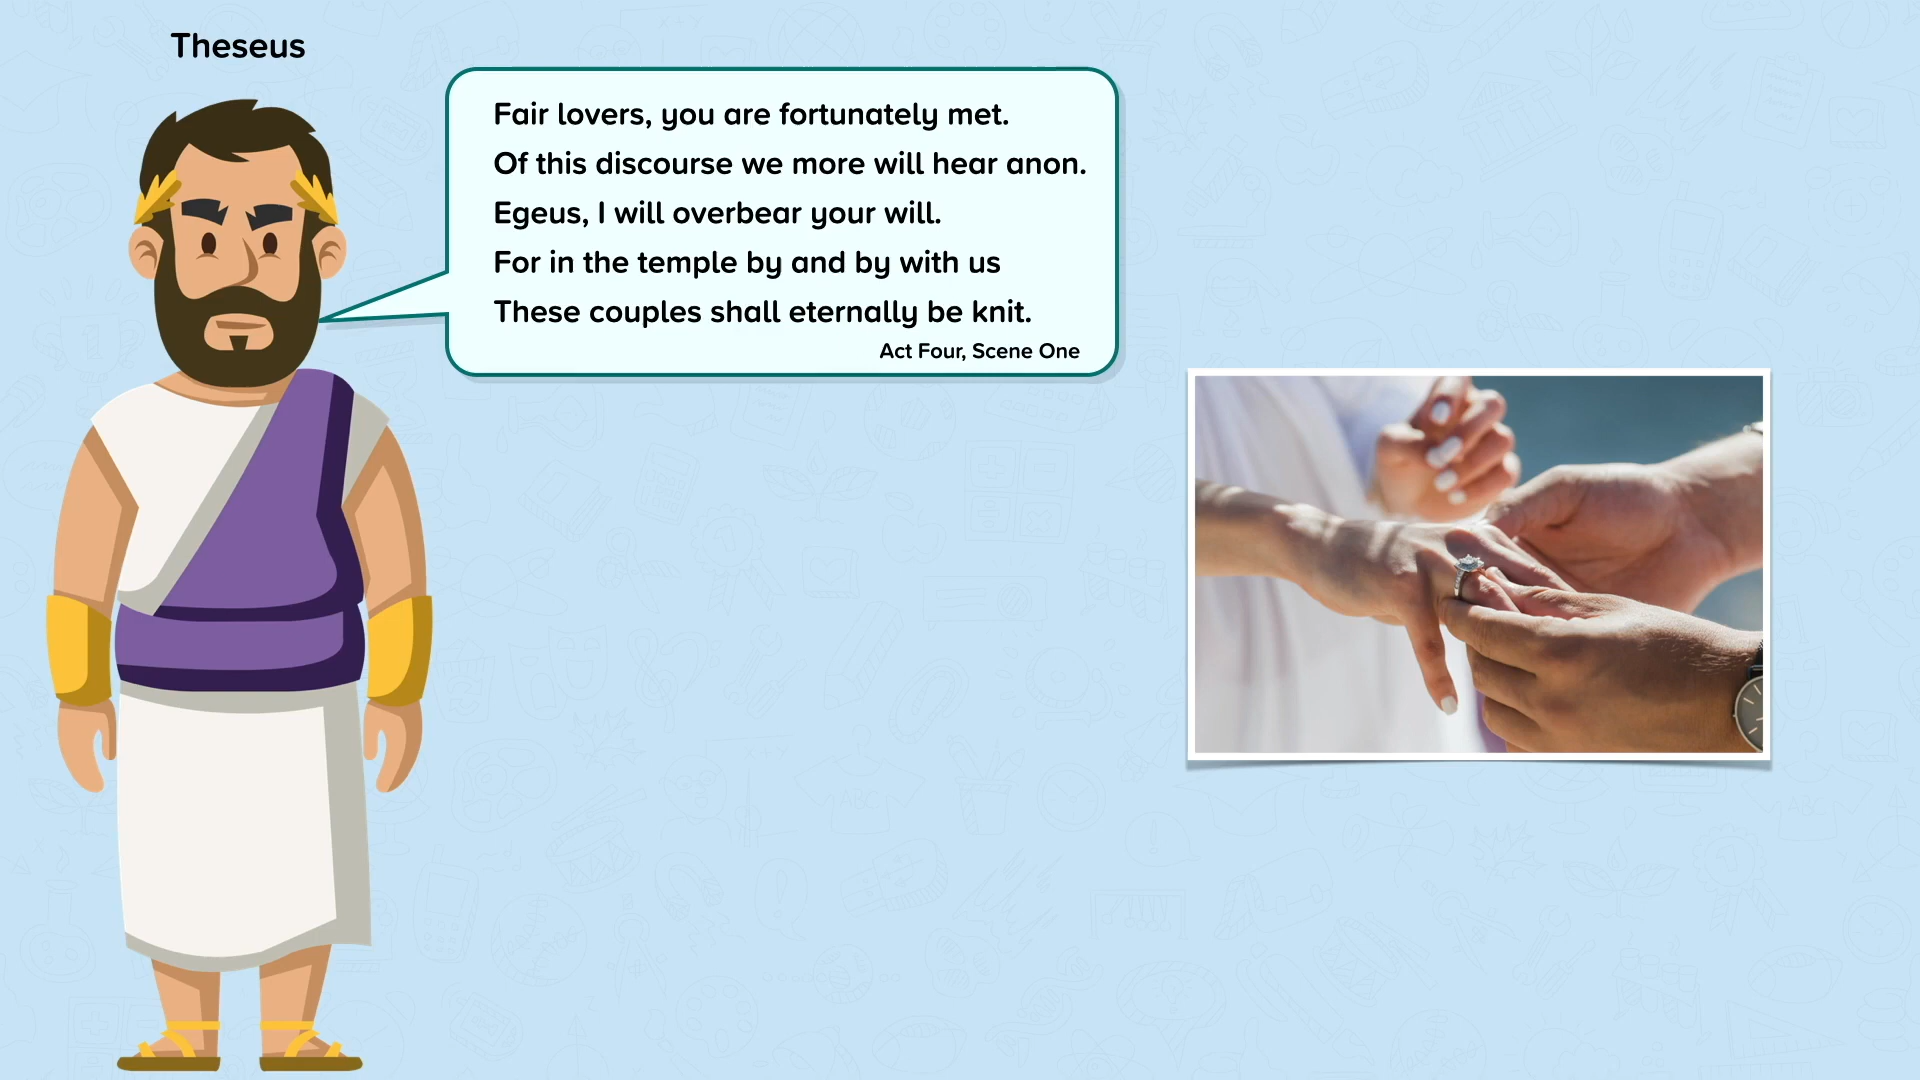 Theseus
Fair lovers, you are fortunately met.
Of this discourse we more will hear anon.
Egeus, I will overbear your will.
For in the temple by and by with us
These couples shall eternally be knit.
Act Four, Scene One